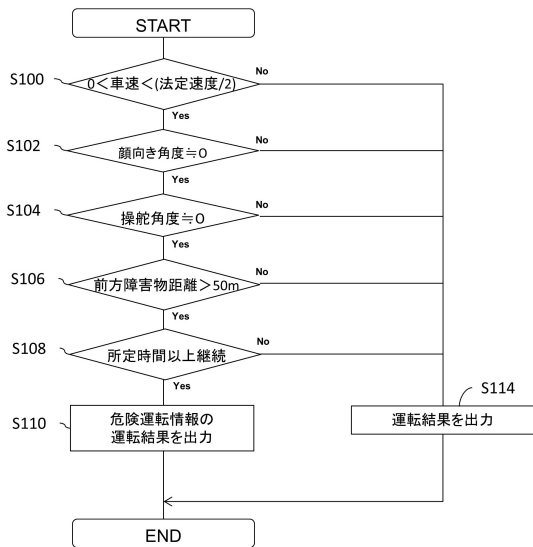 START
S100
0＜車速＜(法定速度/2)
No
Yes
S102
顔向き角度≒0
No
Yes
S104
操舵角度≒0
No
Yes
S106
前方障害物距離＞50m
No
Yes
S108
所定時間以上継続
No
Yes
S110
危険運転情報の
運転結果を出力
S114
運転結果を出力
END